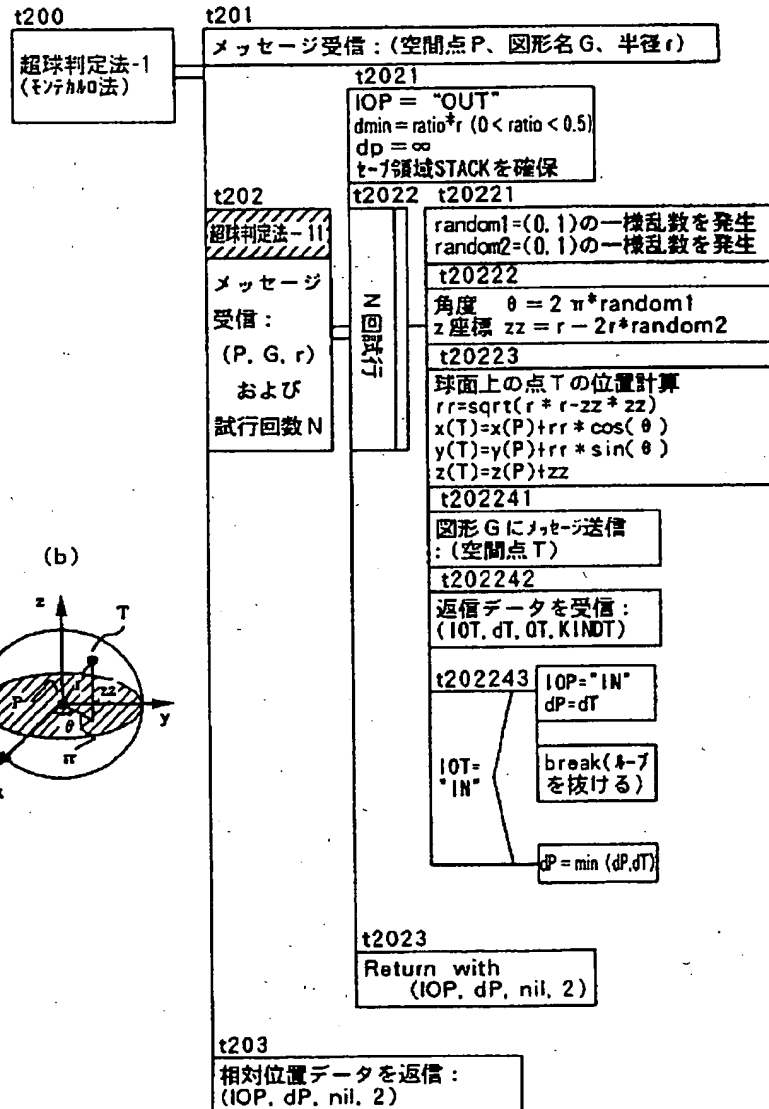 t200
超球判定法-1
(モンテカルロ法)
t201
メッセージ受信：(空間点P、図形名G、半径r)
t2021
IOP = "OUT"
dmin=ratio*r (0<ratio<0.5)
dp=∞
セーブ領域STACKを確保
t202
超球判定法-11
メッセージ
受信：
(P. G. r)
および
試行回数N
t2022
N回試行
t20221
random1=(0,1)の一様乱数を発生
random2=(0,1)の一様乱数を発生
t20222
角度 θ=2π*random1
z座標 zz=r-2r*random2
t20223
球面上の点Tの位置計算
rr=sqrt(r*r-zz*zz)
x(T)=x(P)+rr*cos(θ)
y(T)=y(P)+rr*sin(θ)
z(T)=z(P)+zz
t202241
図形Gにメッセージ送信
：(空間点T)
t202242
返信データを受信：
(IOT, dT, QT, KINDT)
t202243
IOT=
"IN"
IOP="IN"
dP=dT
break(ループ
を抜ける)
dP=min (dP,dT)
t2023
Return with
(IOP, dP, nil, 2)
t203
相対位置データを返信：
(IOP, dP, nil, 2)
(b)
z
T
r
zz
P
y
θ
π
x